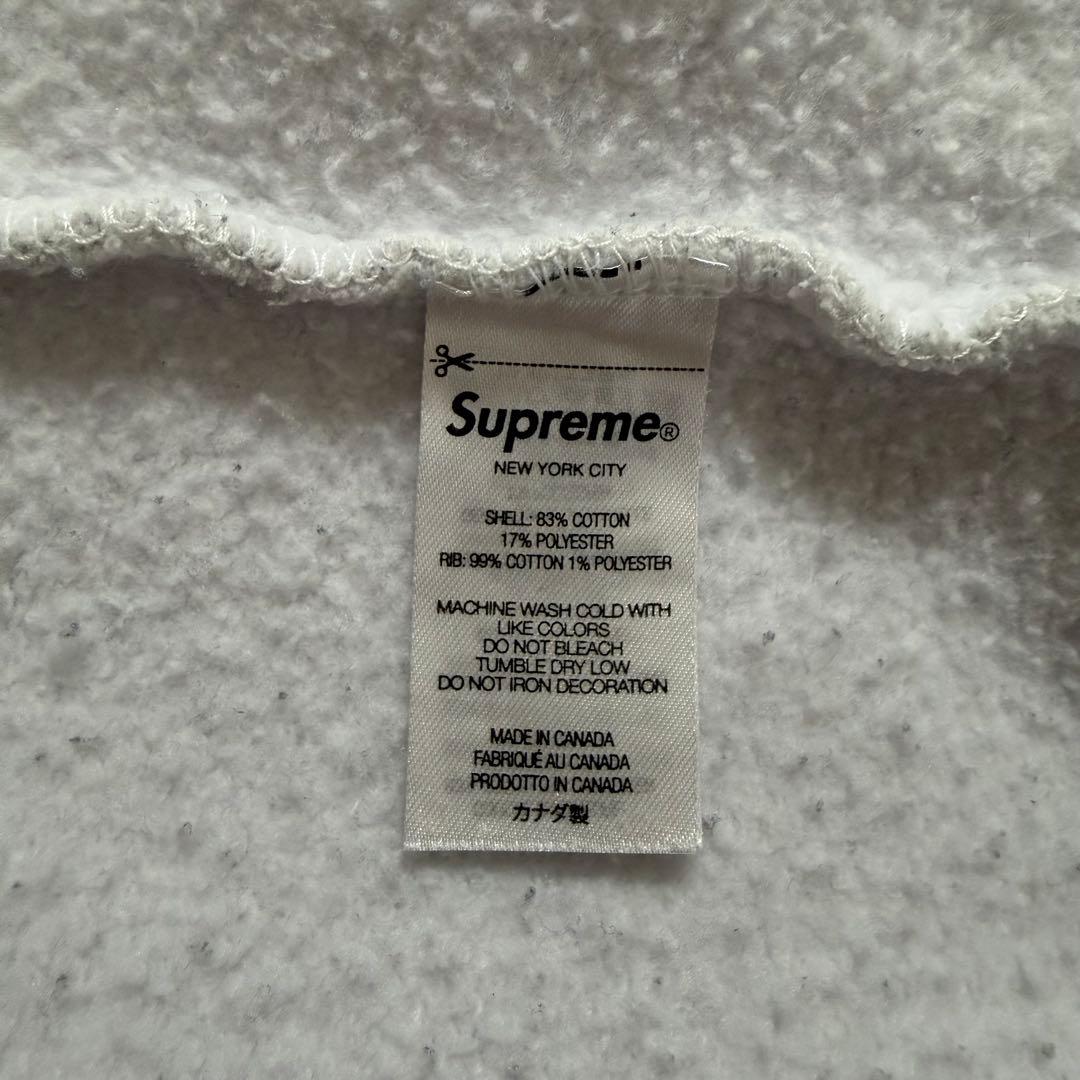 Supreme®
NEW YORK CITY
SHELL: 83% COTTON
17% POLYESTER
RIB: 99% COTTON 1% POLYESTER
MACHINE WASH COLD WITH
LIKE COLORS
DO NOT BLEACH
TUMBLE DRY LOW
DO NOT IRON DECORATION
MADE IN CANADA
FABRIQUÉ AU CANADA
PRODOTTO IN CANADA
カナダ製